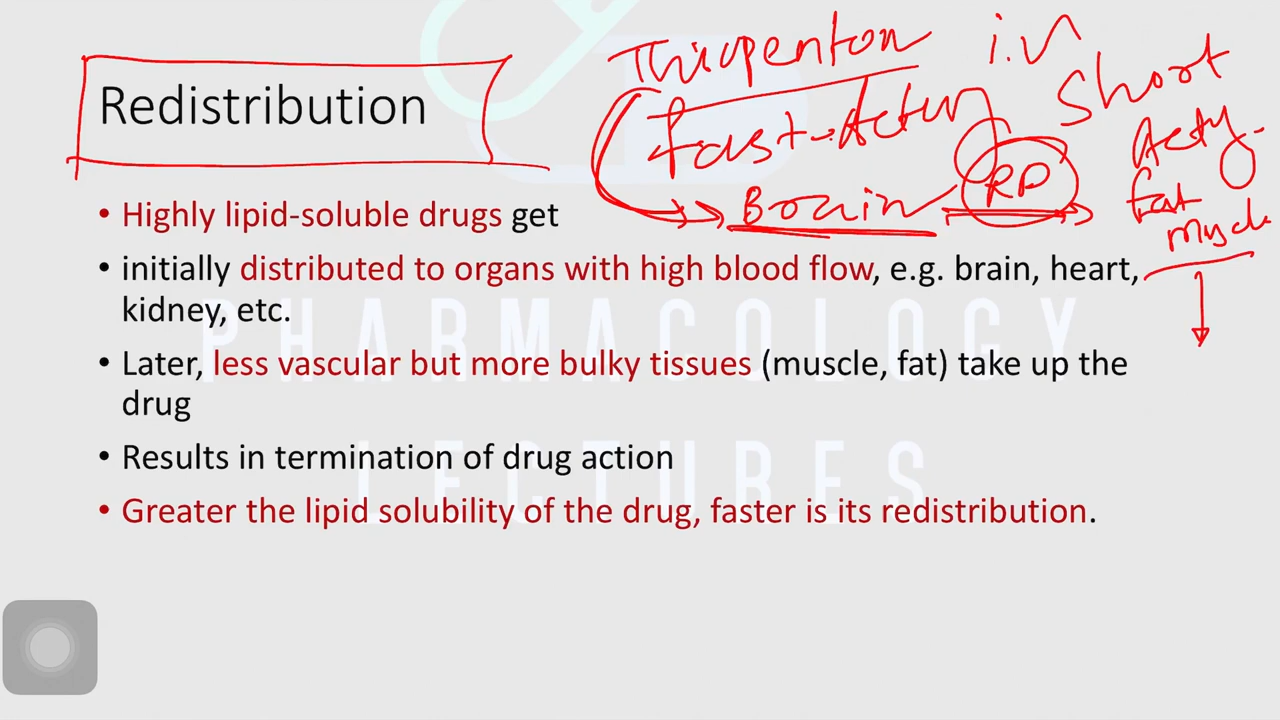 Thiopenton i.v
Short
Redistribution
fast-Acting
Acty.
RD
Brain
fat
Muscle
• Highly lipid-soluble drugs get
• initially distributed to organs with high blood flow, e.g. brain, heart,
kidney, etc.
• Later, less vascular but more bulky tissues (muscle, fat) take up the
drug
• Results in termination of drug action
• Greater the lipid solubility of the drug, faster is its redistribution.
PHARMACOLOGY
LECTURES